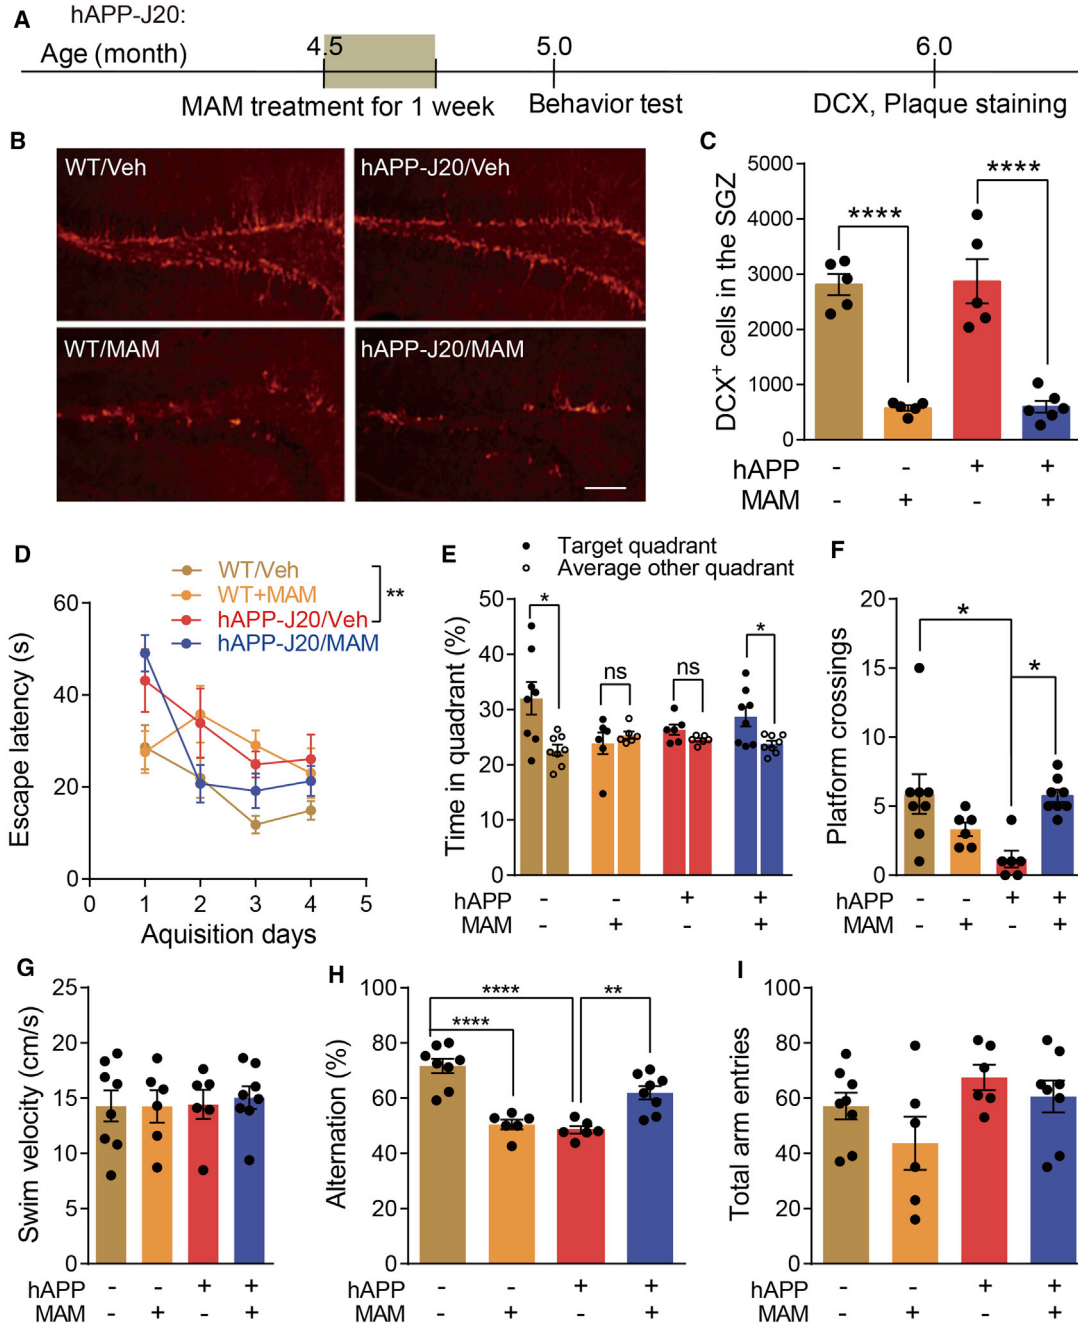 A
hAPP-J20:
Age (month)
4.5
5.0
6.0
MAM treatment for 1 week
Behavior test
DCX, Plaque staining
B
WT/Veh
hAPP-J20/Veh
WT/MAM
hAPP-J20/MAM
C
DCX+ cells in the SGZ
5000
4000
3000
2000
1000
0
****
****
hAPP - - + +
MAM - + - +
D
WT/Veh
WT+MAM
hAPP-J20/Veh
hAPP-J20/MAM
**
Escape latency (s)
60
40
20
0
0 1 2 3 4 5
Aquisition days
E
Target quadrant
Average other quadrant
Time in quadrant (%)
50
40
30
20
10
0
*
ns
ns
*
hAPP - - + +
MAM - + - +
F
Platform crossings
20
15
10
5
0
*
*
hAPP - - + +
MAM - + - +
G
Swim velocity (cm/s)
25
20
15
10
5
0
hAPP - - + +
MAM - + - +
H
Alternation (%)
100
80
60
40
20
0
****
**
****
hAPP - - + +
MAM - + - +
I
Total arm entries
100
80
60
40
20
0
hAPP - - + +
MAM - + - +